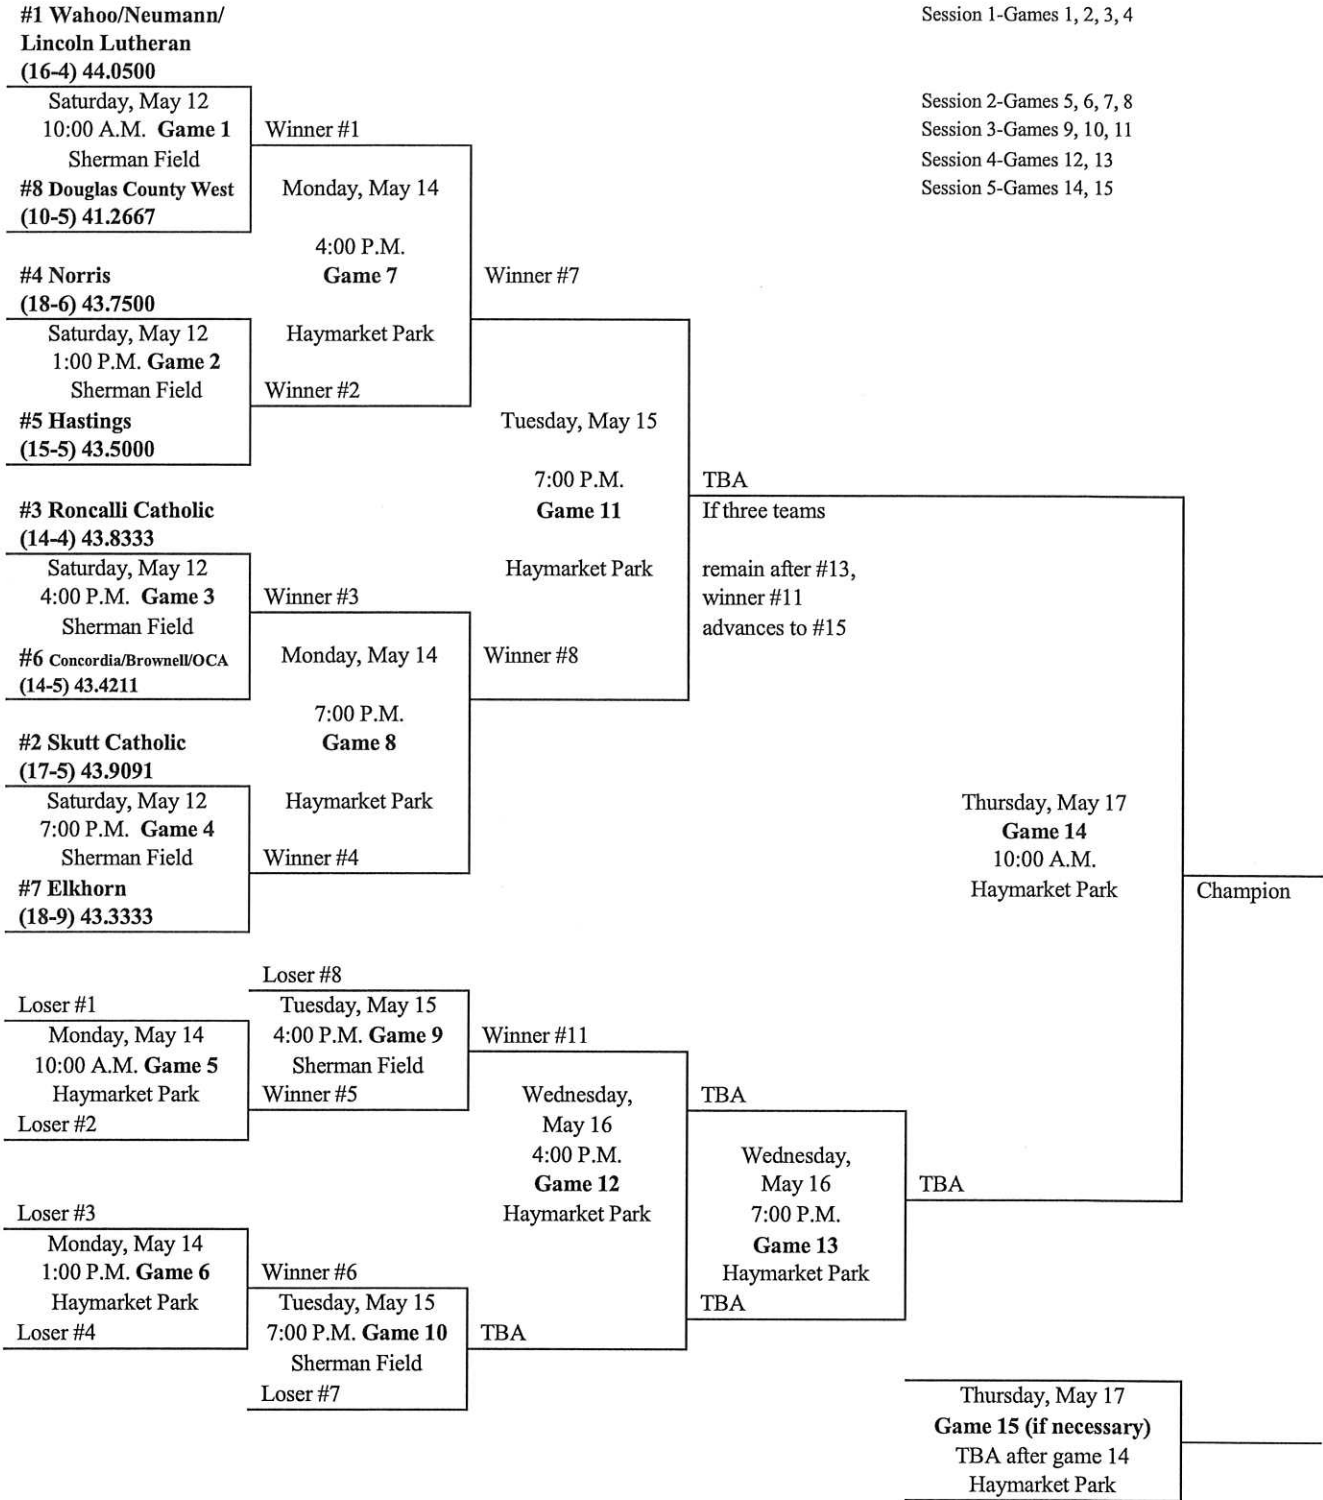 #1 Wahoo/Neumann/
Lincoln Lutheran
(16-4) 44.0500
Saturday, May 12
10:00 A.M. Game 1
Sherman Field
#8 Douglas County West
(10-5) 41.2667
#4 Norris
(18-6) 43.7500
Saturday, May 12
1:00 P.M. Game 2
Sherman Field
#5 Hastings
(15-5) 43.5000
#3 Roncalli Catholic
(14-4) 43.8333
Saturday, May 12
4:00 P.M. Game 3
Sherman Field
#6 Concordia/Brownell/OCA
(14-5) 43.4211
#2 Skutt Catholic
(17-5) 43.9091
Saturday, May 12
7:00 P.M. Game 4
Sherman Field
#7 Elkhorn
(18-9) 43.3333
Winner #1
Monday, May 14
4:00 P.M.
Game 7
Haymarket Park
Winner #2
Winner #3
Monday, May 14
7:00 P.M.
Game 8
Haymarket Park
Winner #4
Winner #7
Tuesday, May 15
7:00 P.M.
Game 11
Haymarket Park
Winner #8
TBA
If three teams
remain after #13,
winner #11
advances to #15
Session 1-Games 1, 2, 3, 4
Session 2-Games 5, 6, 7, 8
Session 3-Games 9, 10, 11
Session 4-Games 12, 13
Session 5-Games 14, 15
Thursday, May 17
Game 14
10:00 A.M.
Haymarket Park
Champion
Loser #1
Monday, May 14
10:00 A.M. Game 5
Haymarket Park
Loser #2
Loser #3
Monday, May 14
1:00 P.M. Game 6
Haymarket Park
Loser #4
Loser #8
Tuesday, May 15
4:00 P.M. Game 9
Sherman Field
Winner #5
Winner #6
Tuesday, May 15
7:00 P.M. Game 10
Sherman Field
Loser #7
Winner #11
Wednesday,
May 16
4:00 P.M.
Game 12
Haymarket Park
TBA
TBA
Wednesday,
May 16
7:00 P.M.
Game 13
Haymarket Park
TBA
TBA
Thursday, May 17
Game 15 (if necessary)
TBA after game 14
Haymarket Park